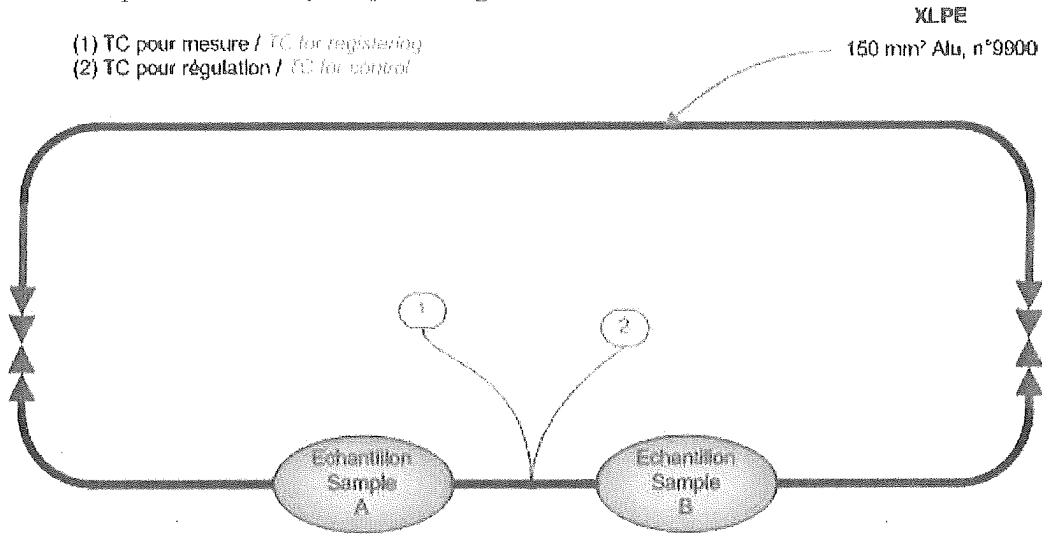 XLPE
150 mm² Alu, n°9900
(1) TC pour mesure / TC for registering
(2) TC pour régulation / TC for control
1
2
Echantillon
Sample
A
Echantillon
Sample
B